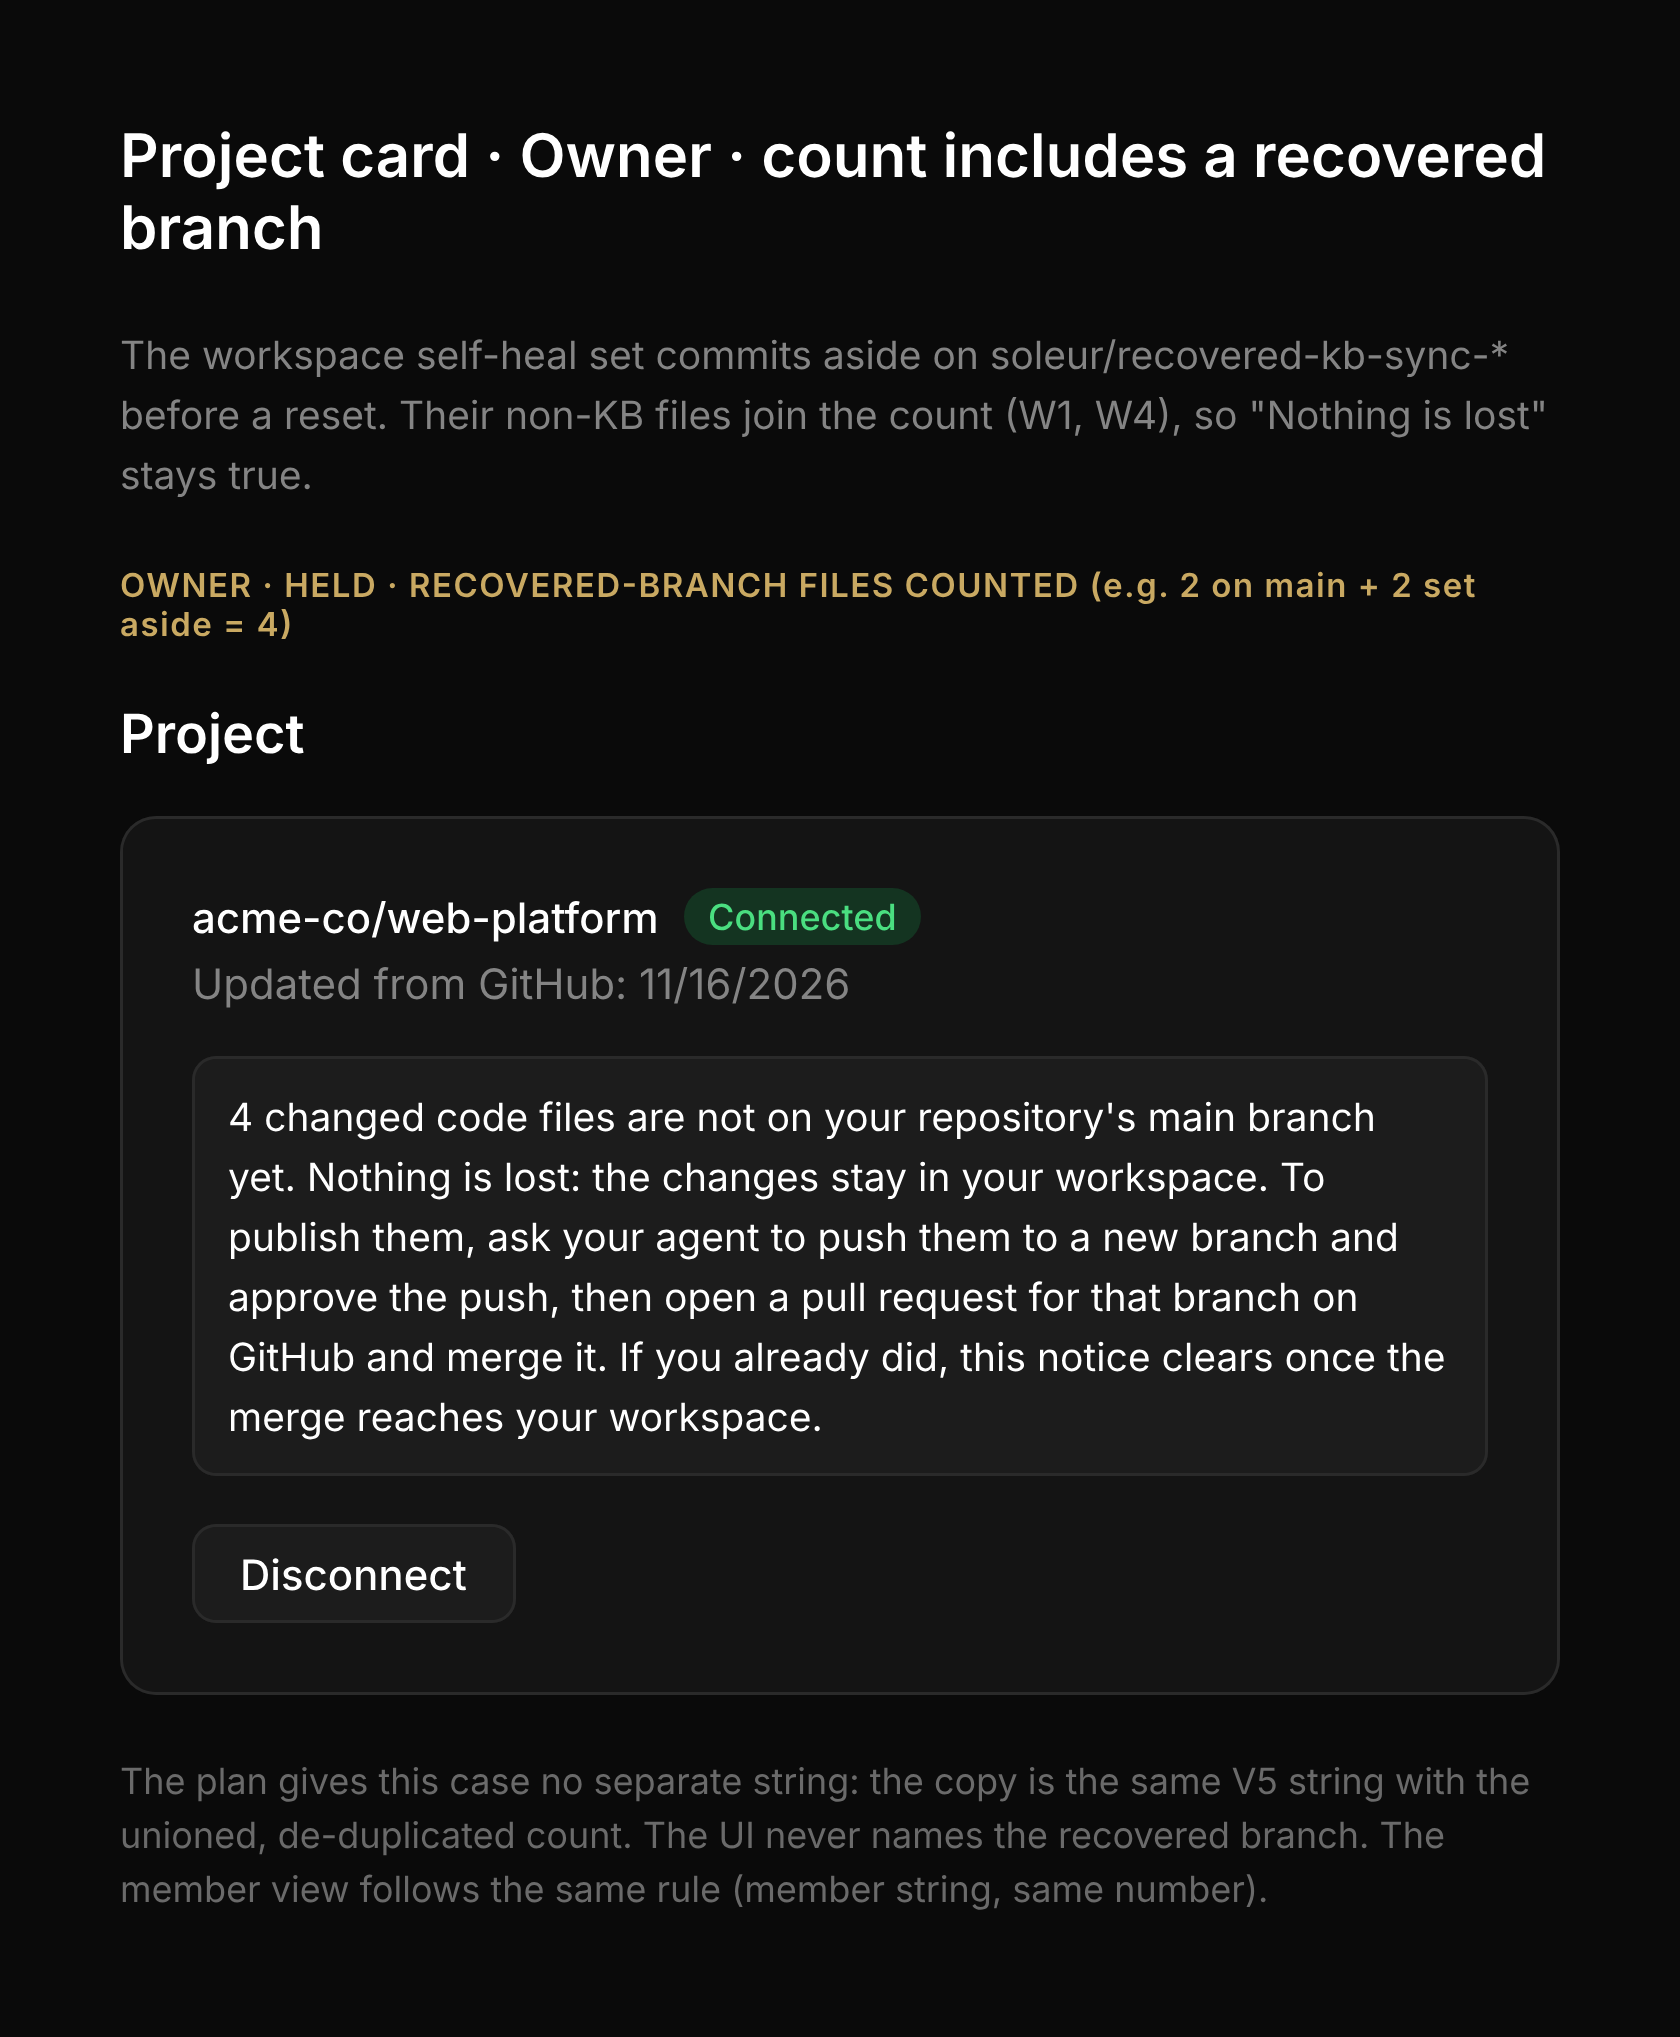 Project card · Owner · count includes a recovered
branch
The workspace self-heal set commits aside on soleur/recovered-kb-sync-*
before a reset. Their non-KB files join the count (W1, W4), so "Nothing is lost"
stays true.
OWNER · HELD · RECOVERED-BRANCH FILES COUNTED (e.g. 2 on main + 2 set
aside = 4)
Project
acme-co/web-platform Connected
Updated from GitHub: 11/16/2026
4 changed code files are not on your repository's main branch
yet. Nothing is lost: the changes stay in your workspace. To
publish them, ask your agent to push them to a new branch and
approve the push, then open a pull request for that branch on
GitHub and merge it. If you already did, this notice clears once the
merge reaches your workspace.
Disconnect
The plan gives this case no separate string: the copy is the same V5 string with the
unioned, de-duplicated count. The UI never names the recovered branch. The
member view follows the same rule (member string, same number).